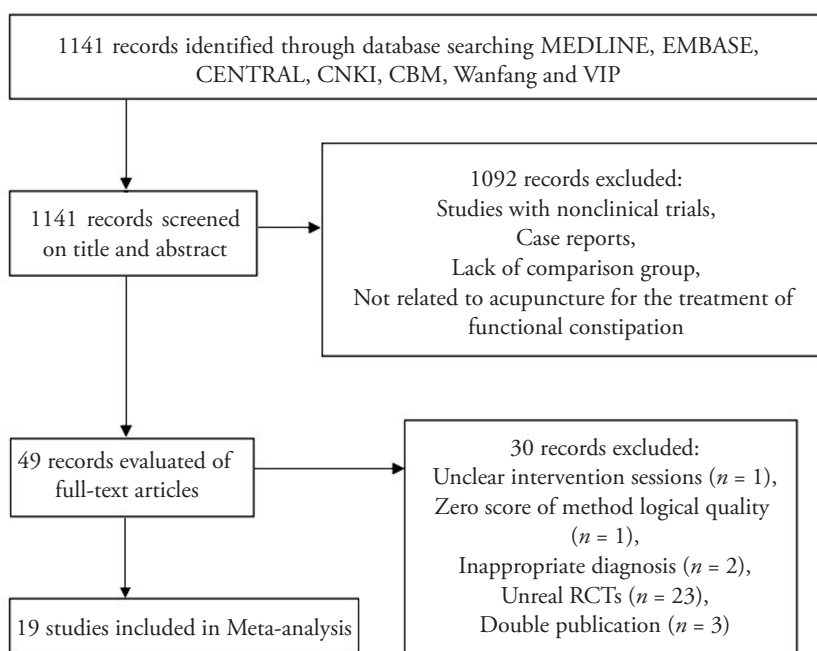 1141 records identified through database searching MEDLINE, EMBASE,
CENTRAL, CNKI, CBM, Wanfang and VIP
1141 records screened
on title and abstract
1092 records excluded:
Studies with nonclinical trials,
Case reports,
Lack of comparison group,
Not related to acupuncture for the treatment of
functional constipation
49 records evaluated of
full-text articles
30 records excluded:
Unclear intervention sessions (n = 1),
Zero score of method logical quality
(n = 1),
Inappropriate diagnosis (n = 2),
Unreal RCTs (n = 23),
Double publication (n = 3)
19 studies included in Meta-analysis